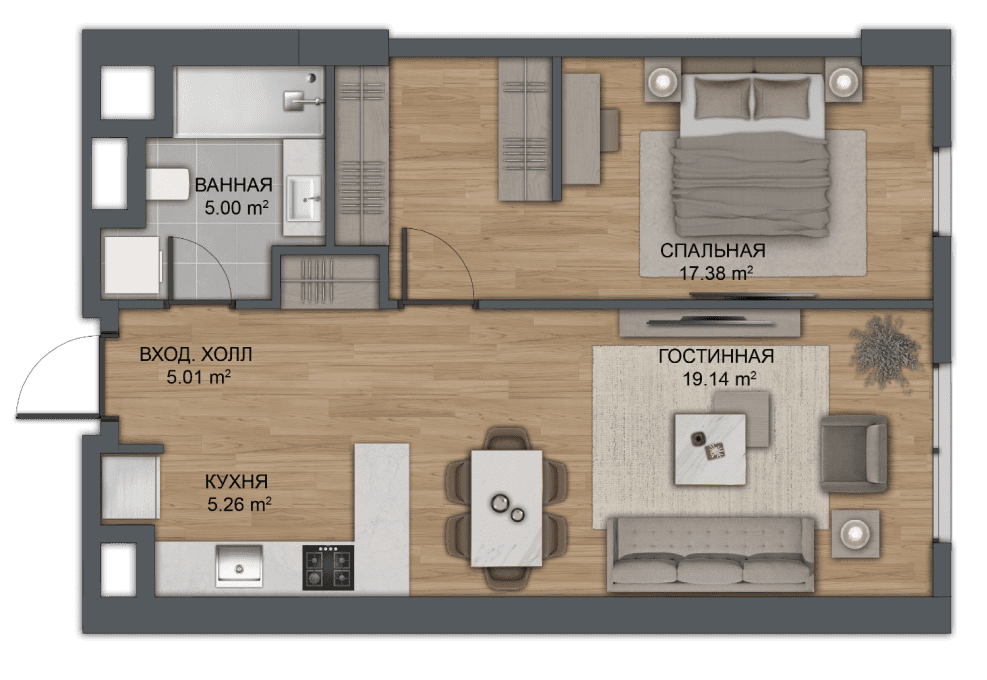 ВАННАЯ
5.00 m²
СПАЛЬНАЯ
17.38 m²
ВХОД. ХОЛЛ
5.01 m²
ГОСТИННАЯ
19.14 m²
КУХНЯ
5.26 m²